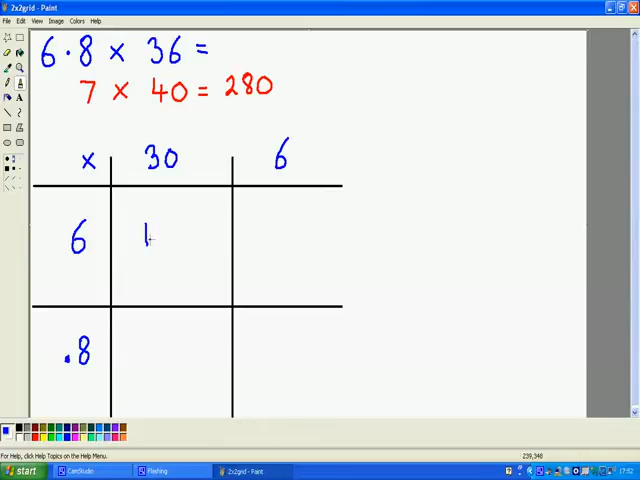 2x2grid - Paint
File Edit View Image Colors Help
6.8 x 36 =
7 x 40 = 280
x 30 6
6 1
.8
For Help, click Help Topics on the Help Menu.
239,348
start CamStudio Flashing 2x2grid - Paint 17:52